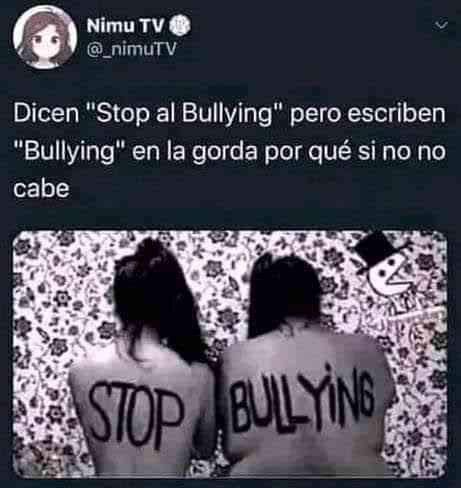 Nimu TV
@_nimuTV
Dicen "Stop al Bullying" pero escriben
"Bullying" en la gorda por qué si no no
cabe
STOP BULLYING